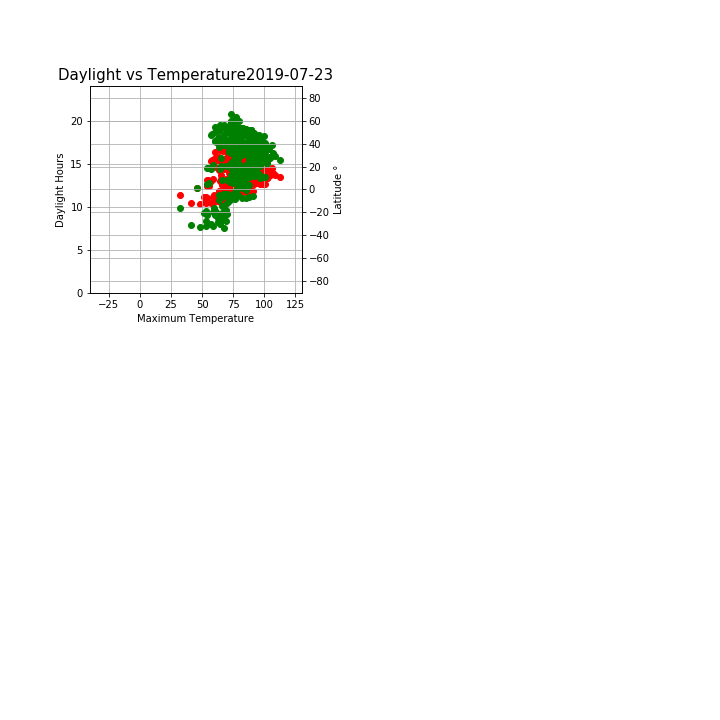 Daylight vs Temperature2019-07-23
20
15
10
5
0
Daylight Hours
80
60
40
20
0
−20
−40
−60
−80
Latitude °
−25 0 25 50 75 100 125
Maximum Temperature